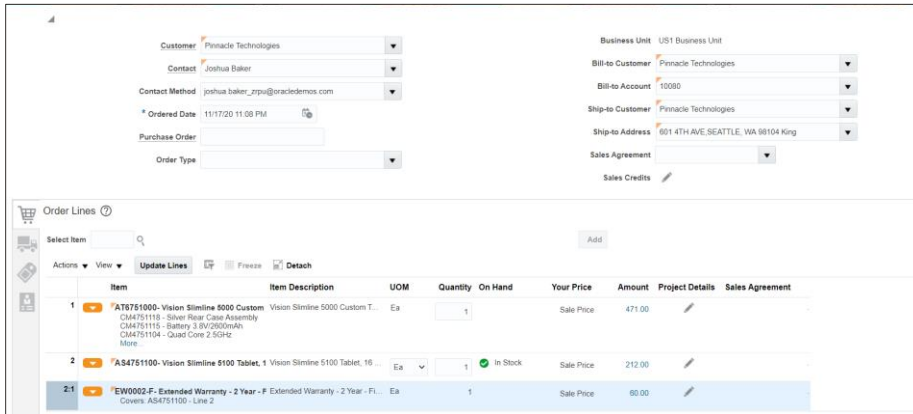 Customer Pinnacle Technologies
Business Unit US1 Business Unit
Contact Joshua Baker
Bill-to Customer Pinnacle Technologies
Contact Method joshua.baker_zrpu@oracledemos.com
Bill-to Account 10080
* Ordered Date 11/17/20 11:08 PM
Ship-to Customer Pinnacle Technologies
Purchase Order
Ship-to Address 601 4TH AVE,SEATTLE, WA 98104 King
Order Type
Sales Agreement
Sales Credits
Order Lines
Select Item Add
Actions View Update Lines Freeze Detach
Item Item Description UOM Quantity On Hand Your Price Amount Project Details Sales Agreement
1 AT6751000- Vision Slimline 5000 Custom Vision Slimline 5000 Custom T... Ea 1 Sale Price 471.00
CM4751118 - Silver Rear Case Assembly
CM4751115 - Battery 3.8V/2600mAh
CM4751104 - Quad Core 2.5GHz
More...
2 AS4751100- Vision Slimline 5100 Tablet, 1 Vision Slimline 5100 Tablet, 16 ... Ea 1 In Stock Sale Price 212.00
2:1 EW0002-F- Extended Warranty - 2 Year - F Extended Warranty - 2 Year - Fi... Ea 1 Sale Price 60.00
Covers: AS4751100 - Line 2